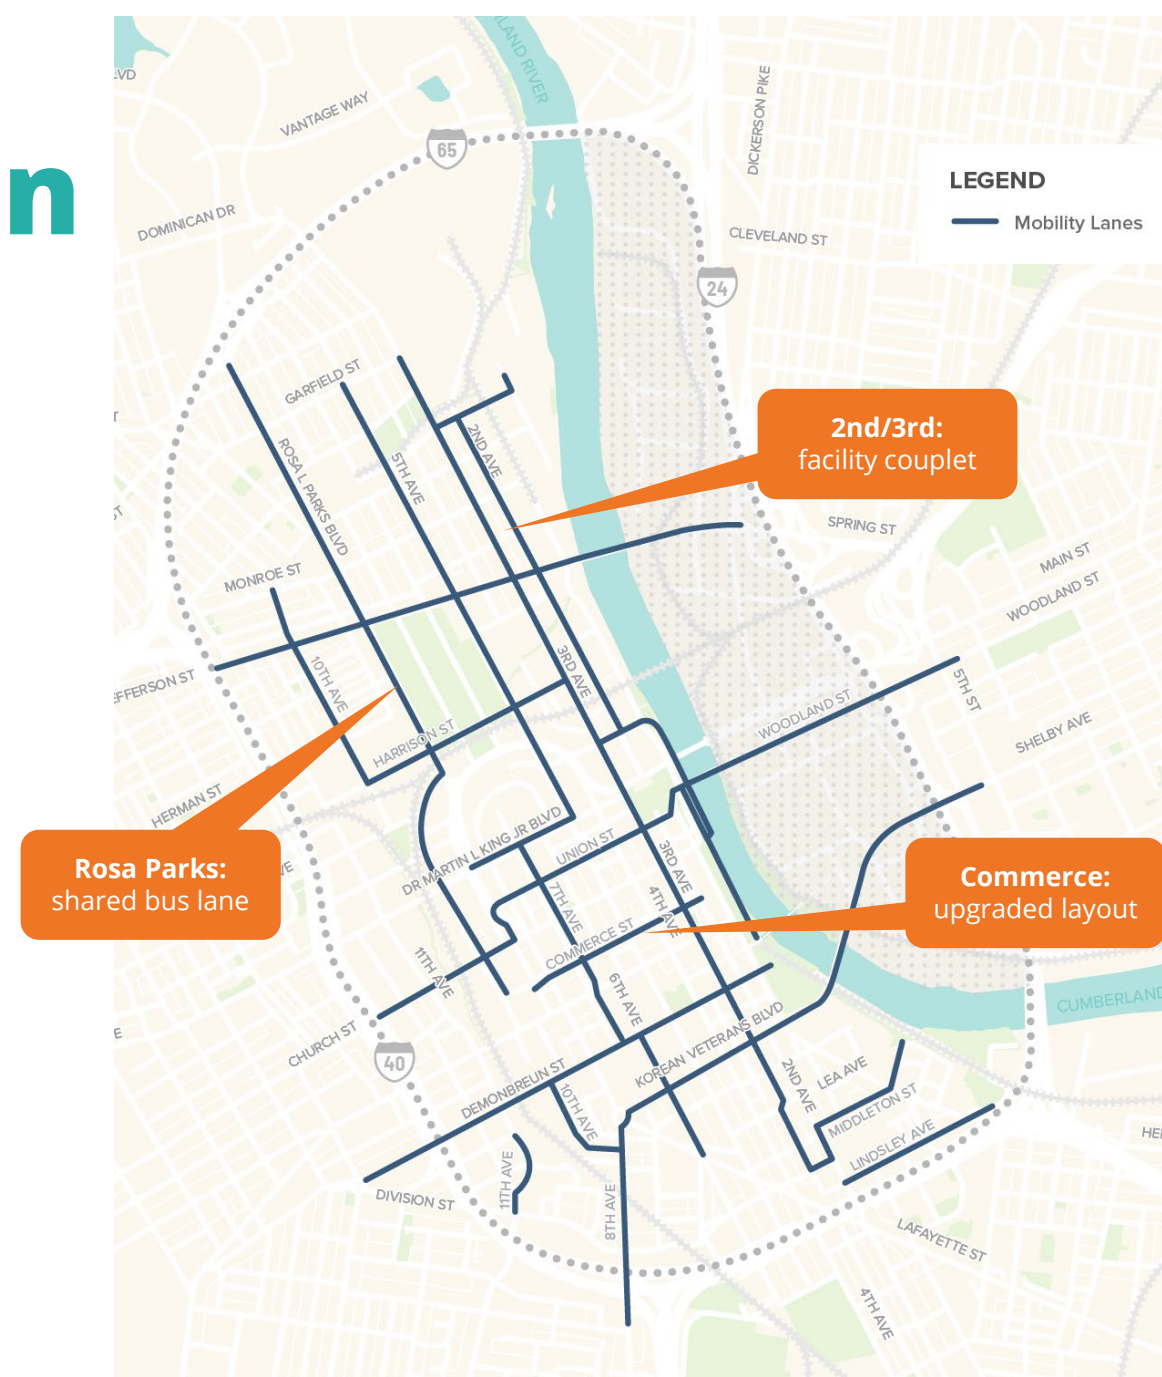 n
LAND RIVER
LVD
VANTAGE WAY
65
DICKERSON PIKE
LEGEND
Mobility Lanes
DOMINICAN DR
CLEVELAND ST
24
GARFIELD ST
2nd/3rd:
facility couplet
2ND AVE
ROSA L PARKS BLVD
5TH AVE
SPRING ST
MAIN ST
WOODLAND ST
MONROE ST
10TH AVE
3RD AVE
EFFERSON ST
5TH ST
WOODLAND ST
SHELBY AVE
HARRISON ST
HERMAN ST
Rosa Parks:
shared bus lane
VE
DR MARTIN L KING JR BLVD
UNION ST
3RD AVE
4TH AVE
7TH AVE
Commerce:
upgraded layout
COMMERCE ST
11TH AVE
6TH AVE
CUMBERLAND
E
CHURCH ST
40
KOREAN VETERANS BLVD
DEMONBREUN ST
10TH AVE
2ND AVE
LEA AVE
MIDDLETON ST
LINDSLEY AVE
HE
11TH AVE
DIVISION ST
8TH AVE
LAFAYETTE ST
4TH AVE